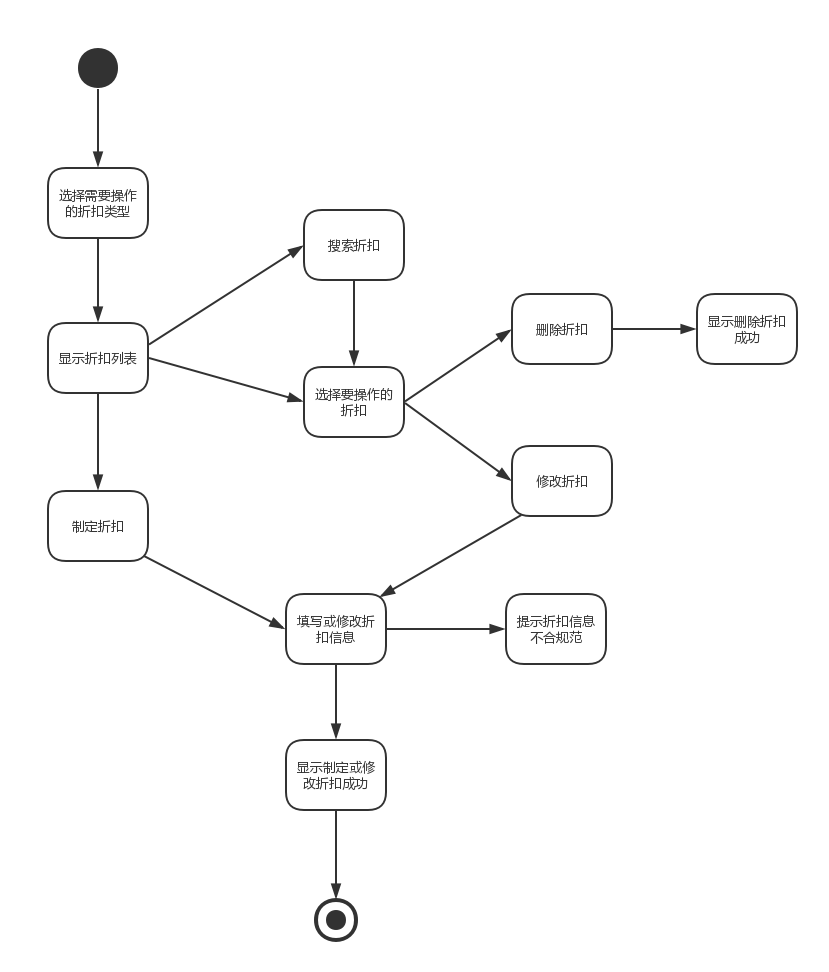 选择需要操作
的折扣类型
搜索折扣
删除折扣
显示删除折扣
成功
显示折扣列表
选择要操作的
折扣
修改折扣
制定折扣
填写或修改折
扣信息
提示折扣信息
不合规范
显示制定或修
改折扣成功